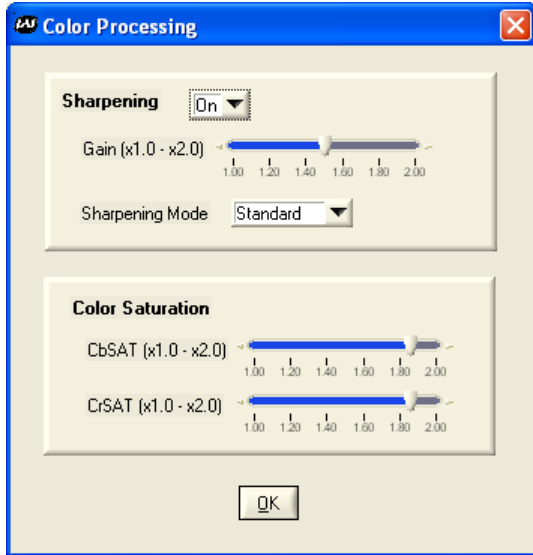 JAI Color Processing
Sharpening On
Gain (x1.0 - x2.0)
1.00 1.20 1.40 1.60 1.80 2.00
Sharpening Mode Standard
Color Saturation
CbSAT (x1.0 - x2.0)
1.00 1.20 1.40 1.60 1.80 2.00
CrSAT (x1.0 - x2.0)
1.00 1.20 1.40 1.60 1.80 2.00
OK